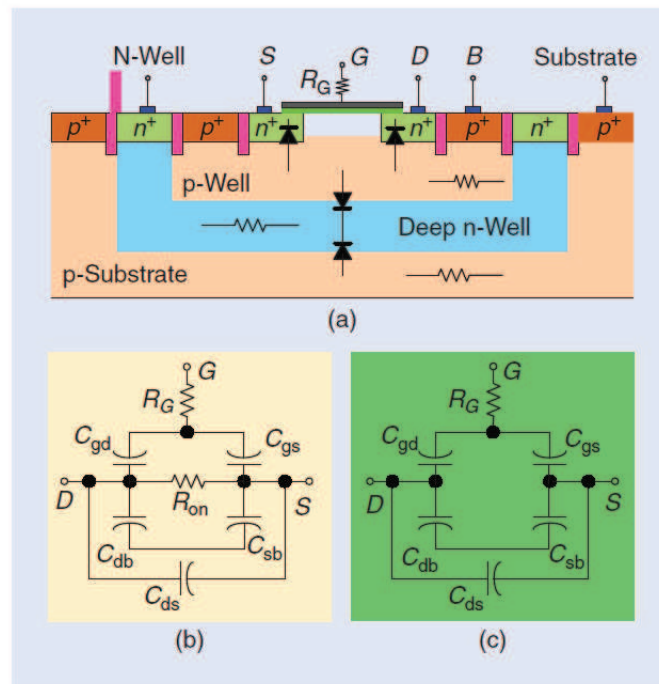 N-Well S G D B Substrate
R_G
p+ n+ p+ n+ n+ p+ n+ p+
p-Well
Deep n-Well
p-Substrate
(a)
G
R_G
C_gd C_gs
D R_on S
C_db C_sb
C_ds
(b)
G
R_G
C_gd C_gs
D S
C_db C_sb
C_ds
(c)